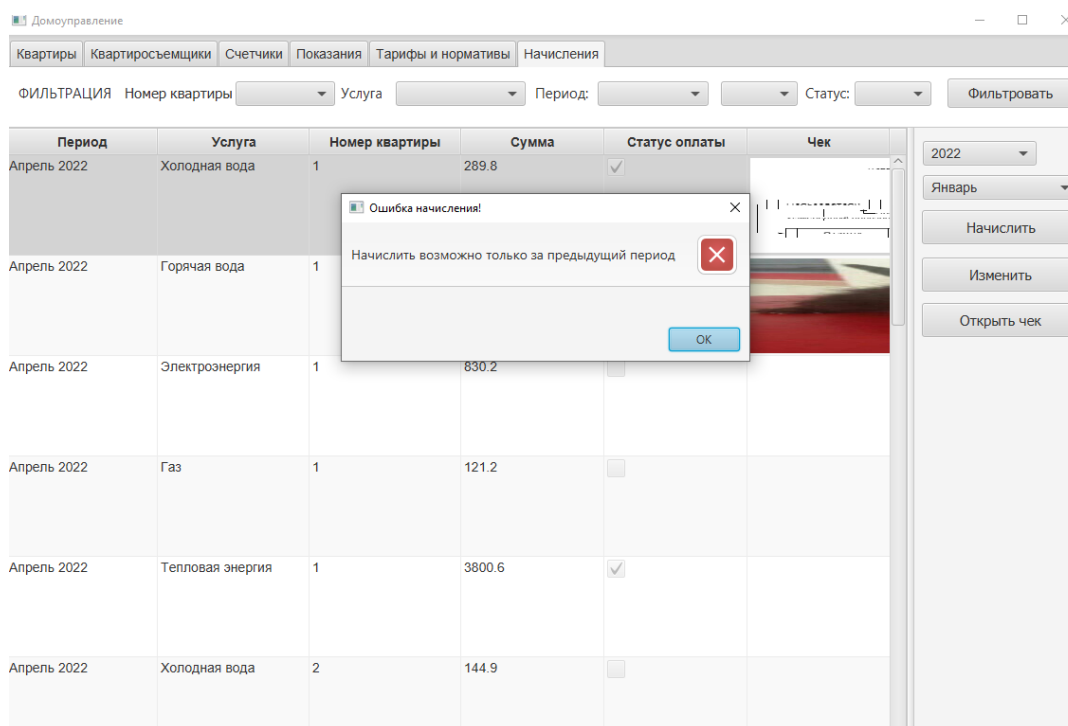 Домоуправление
Квартиры Квартиросъемщики Счетчики Показания Тарифы и нормативы Начисления
ФИЛЬТРАЦИЯ Номер квартиры Услуга Период: Статус: Фильтровать
Период Услуга Номер квартиры Сумма Статус оплаты Чек
Апрель 2022 Холодная вода 1 289.8
2022
Январь
Начислить
Изменить
Открыть чек
Ошибка начисления!
Начислить возможно только за предыдущий период
OK
Апрель 2022 Горячая вода 1
Апрель 2022 Электроэнергия 1 830.2
Апрель 2022 Газ 1 121.2
Апрель 2022 Тепловая энергия 1 3800.6
Апрель 2022 Холодная вода 2 144.9